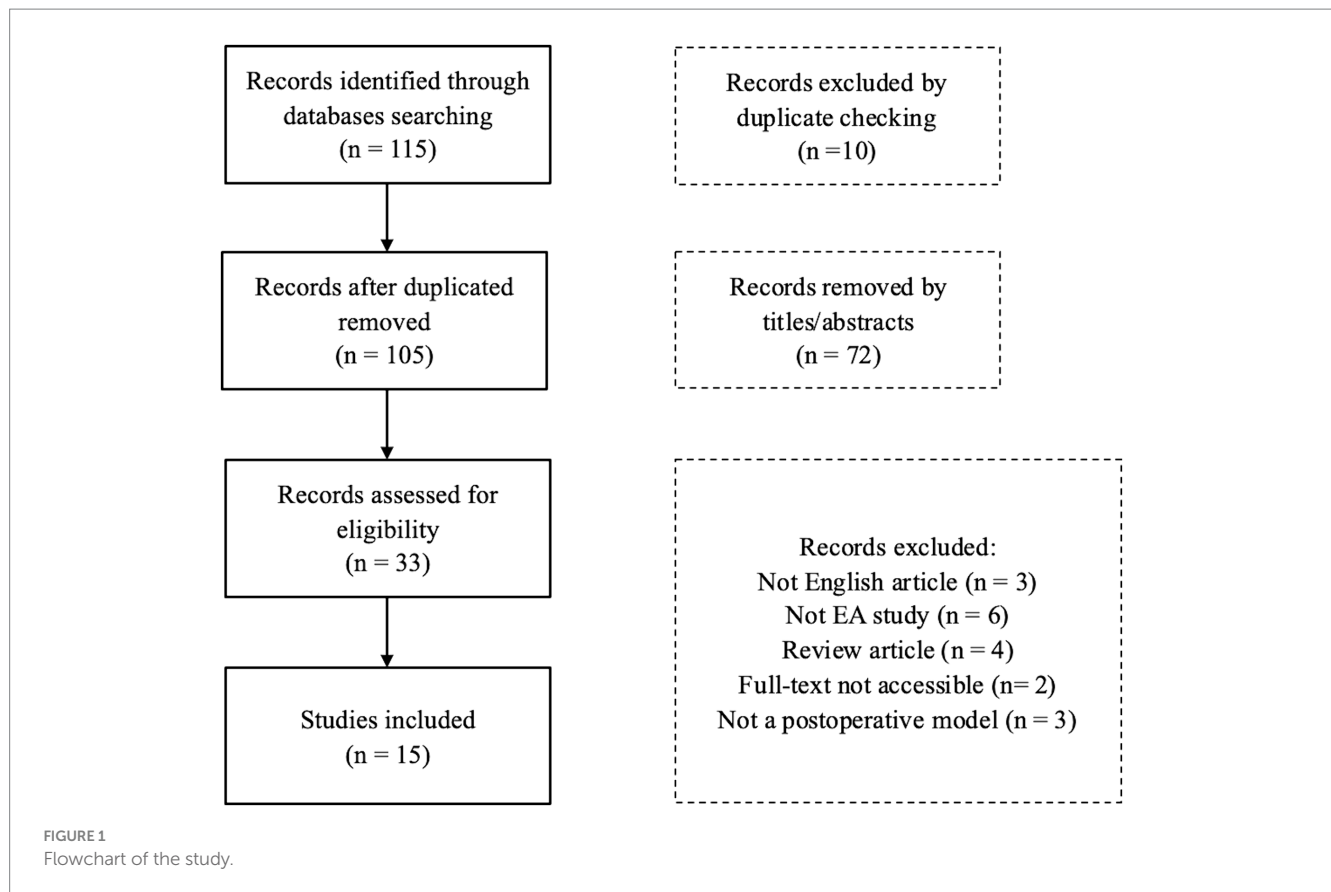 Records identified through
databases searching
(n = 115)
Records excluded by
duplicate checking
(n =10)
Records after duplicated
removed
(n = 105)
Records removed by
titles/abstracts
(n = 72)
Records assessed for
eligibility
(n = 33)
Records excluded:
Not English article (n = 3)
Not EA study (n = 6)
Review article (n = 4)
Full-text not accessible (n= 2)
Not a postoperative model (n = 3)
Studies included
(n = 15)
FIGURE 1
Flowchart of the study.